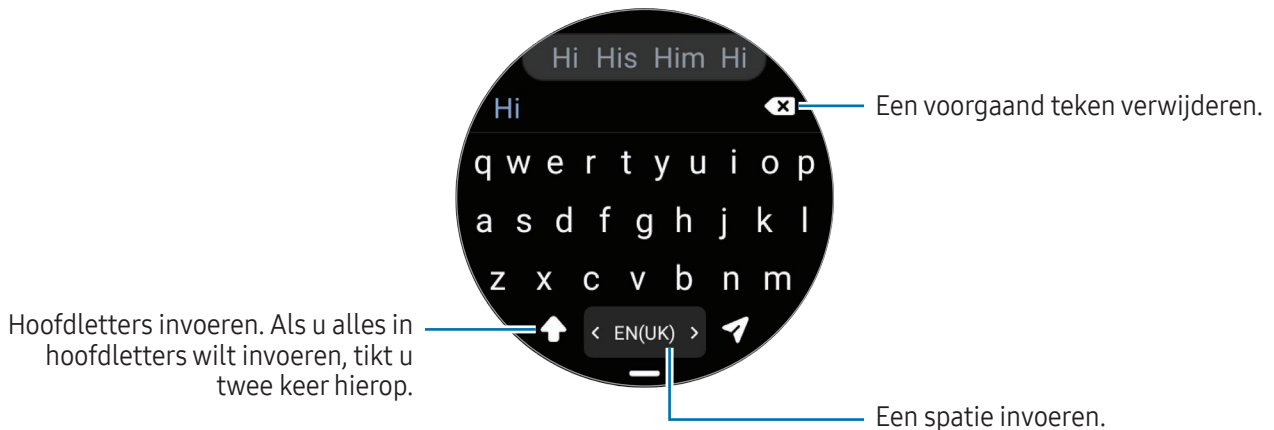 Hi His Him Hi
Hi
Een voorgaand teken verwijderen.
q w e r t y u i o p
a s d f g h j k l
z x c v b n m
Hoofdletters invoeren. Als u alles in
hoofdletters wilt invoeren, tikt u
twee keer hierop.
< EN(UK) >
Een spatie invoeren.